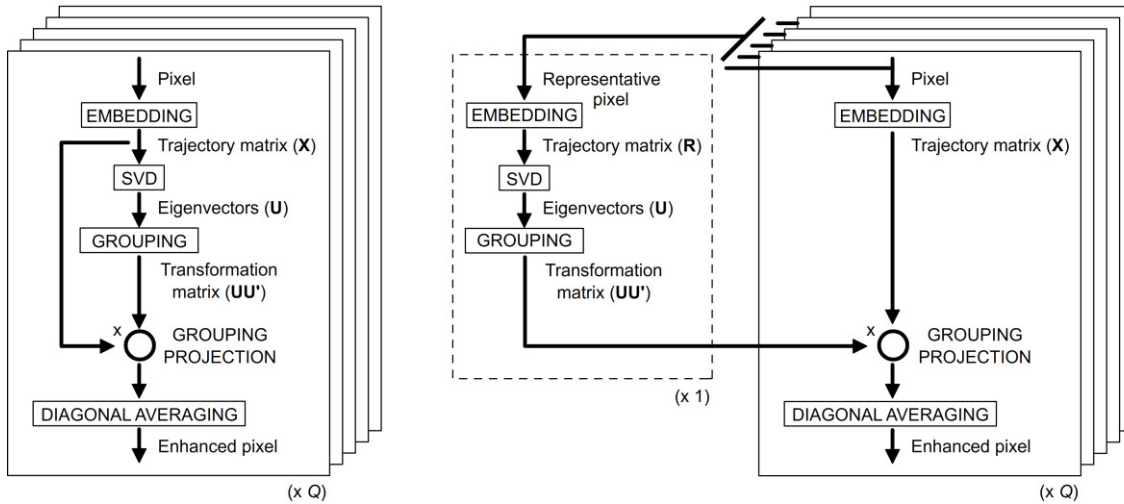 Pixel
EMBEDDING
Trajectory matrix (X)
SVD
Eigenvectors (U)
GROUPING
Transformation
matrix (UU')
x
GROUPING
PROJECTION
DIAGONAL AVERAGING
Enhanced pixel
(x Q)
Representative
pixel
EMBEDDING
Trajectory matrix (R)
SVD
Eigenvectors (U)
GROUPING
Transformation
matrix (UU')
(x 1)
Pixel
EMBEDDING
Trajectory matrix (X)
x
GROUPING
PROJECTION
DIAGONAL AVERAGING
Enhanced pixel
(x Q)